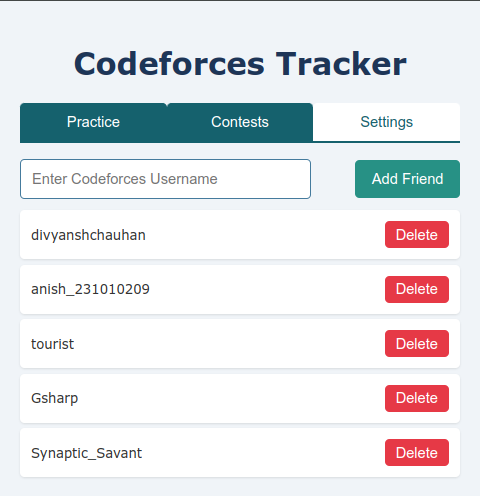 Codeforces Tracker
Practice Contests Settings
Enter Codeforces Username Add Friend
divyanshchauhan Delete
anish_231010209 Delete
tourist Delete
Gsharp Delete
Synaptic_Savant Delete